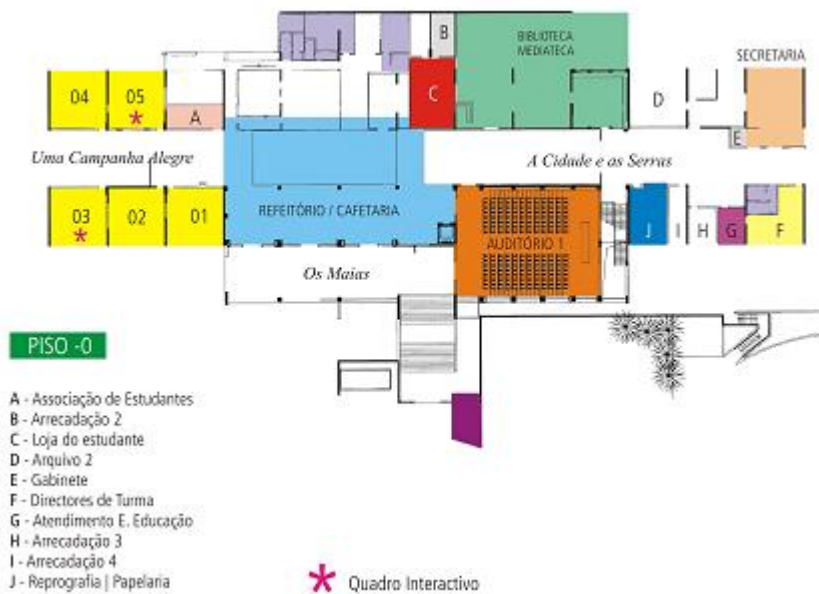 B
BIBLIOTECA
MEDIATECA
SECRETARIA
04
05
A
C
D
E
Uma Campanha Alegre
A Cidade e as Serras
03
02
01
REFEITÓRIO / CAFETARIA
AUDITÓRIO 1
J
I
H
G
F
Os Maias
PISO -0
A - Associação de Estudantes
B - Arrecadação 2
C - Loja do estudante
D - Arquivo 2
E - Gabinete
F - Directores de Turma
G - Atendimento E. Educação
H - Arrecadação 3
I - Arrecadação 4
J - Reprografia | Papelaria
* Quadro Interactivo